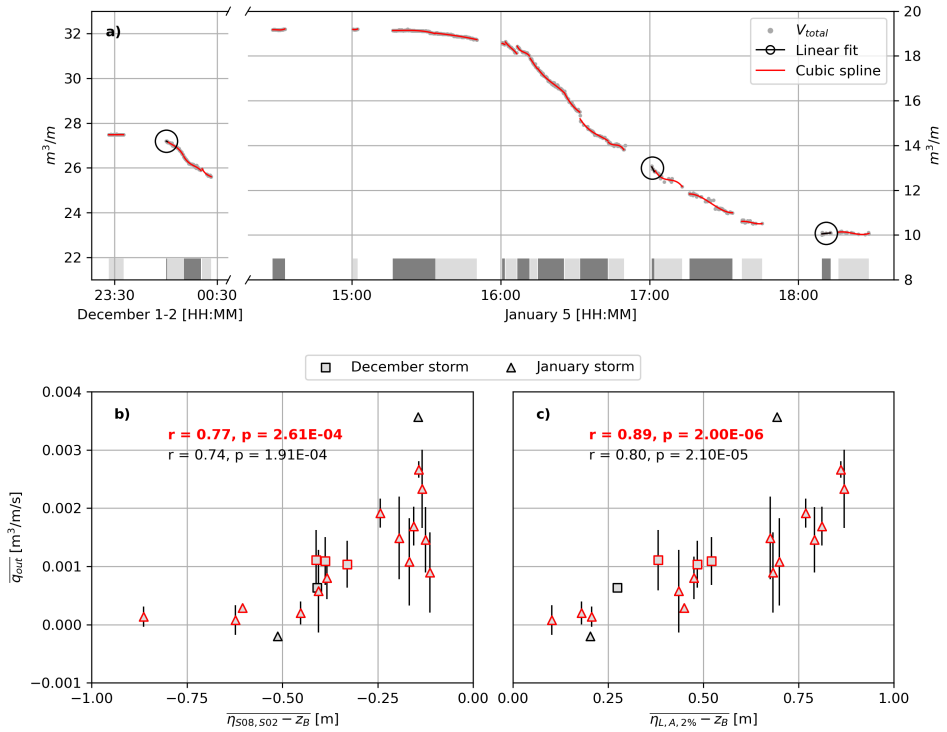 a)
32
30
28
26
24
22
m³/m
20
18
16
14
12
10
8
m³/m
V_total
Linear fit
Cubic spline
23:30 00:30 15:00 16:00 17:00 18:00
December 1-2 [HH:MM] January 5 [HH:MM]
December storm January storm
b)
r = 0.77, p = 2.61E-04
r = 0.74, p = 1.91E-04
0.004
0.003
0.002
0.001
0.000
−0.001
q_out [m³/m/s]
−1.00 −0.75 −0.50 −0.25 0.00
η_S08,S02 − z_B [m]
c)
r = 0.89, p = 2.00E-06
r = 0.80, p = 2.10E-05
0.00 0.25 0.50 0.75 1.00
η_L,A,2% − z_B [m]